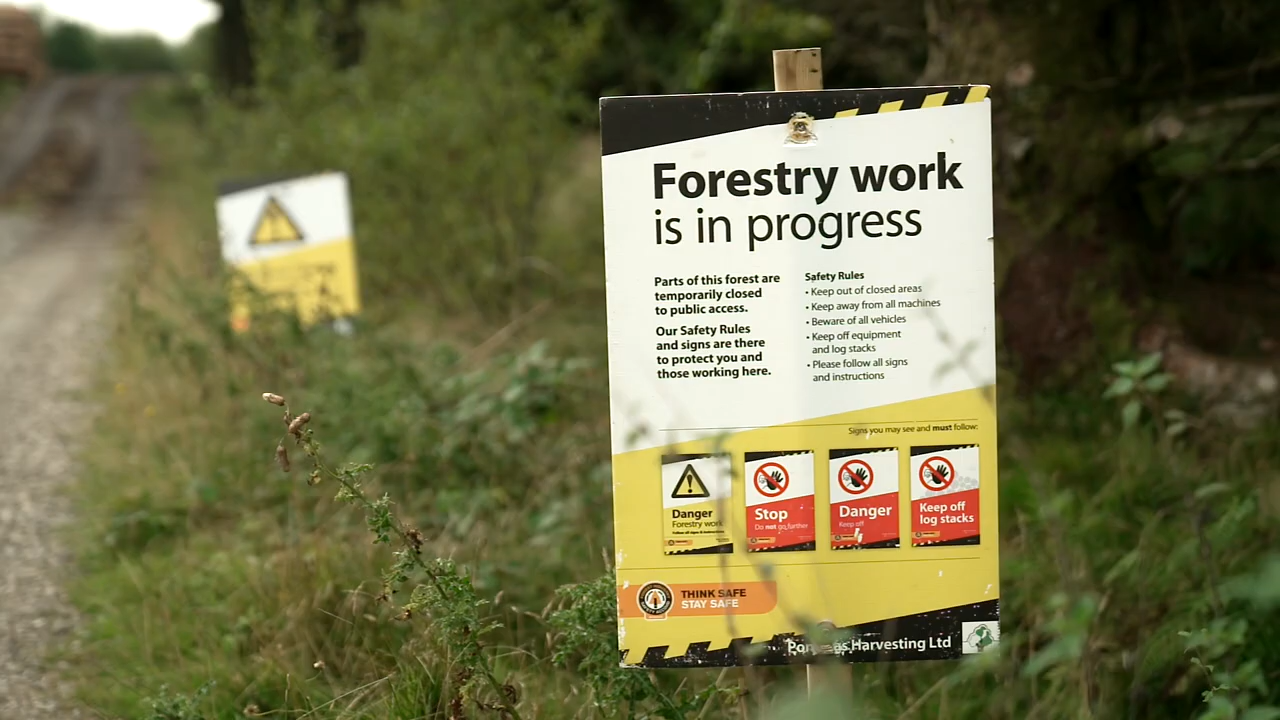 Forestry work
is in progress
Parts of this forest are
temporarily closed
to public access.
Our Safety Rules
and signs are there
to protect you and
those working here.
Safety Rules
• Keep out of closed areas
• Keep away from all machines
• Beware of all vehicles
• Keep off equipment
and log stacks
• Please follow all signs
and instructions
Signs you may see and must follow:
Danger
Forestry work
Follow all signs & instructions
Stop
Do not go further
Danger
Keep off
Keep off
log stacks
THINK SAFE
STAY SAFE
Harvesting Ltd